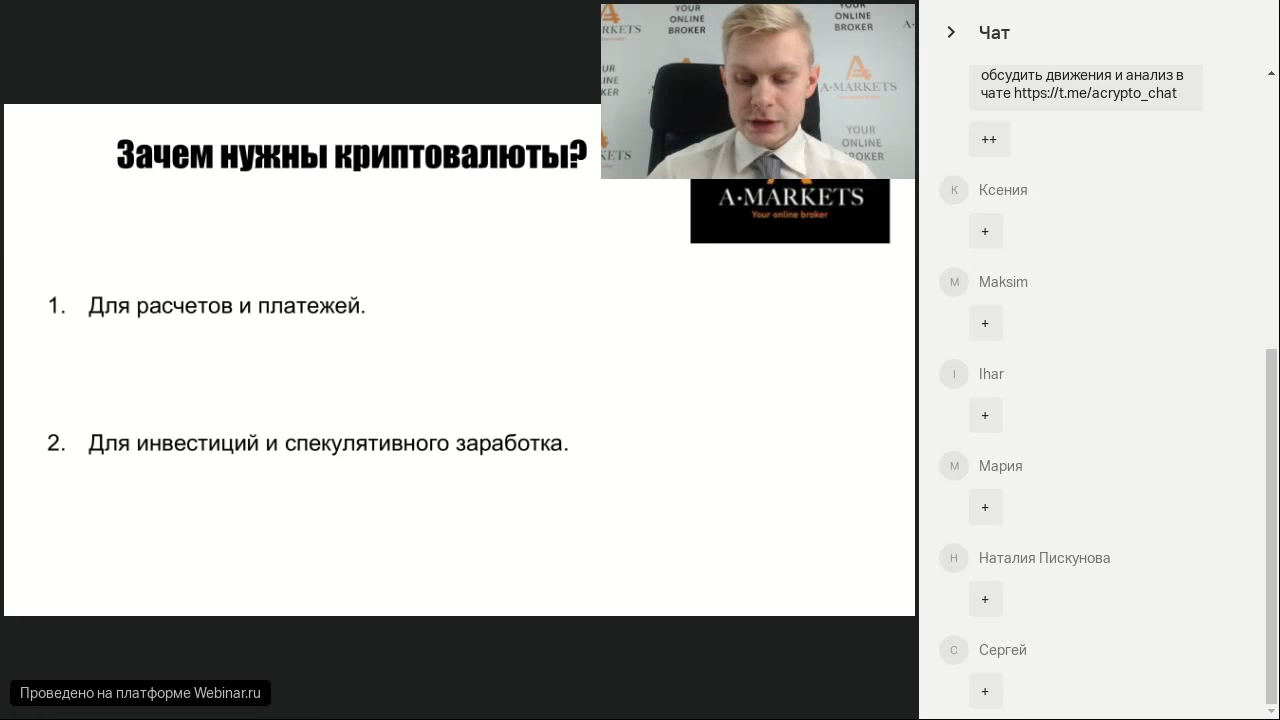 Зачем нужны криптовалюты?
YOUR
ONLINE
BROKER
YOUR
ONLINE
BROKER
A·MARKETS
YOUR
A·MARKETS
Your online broker
1. Для расчетов и платежей.
2. Для инвестиций и спекулятивного заработка.
Проведено на платформе Webinar.ru
Чат
обсудить движения и анализ в
чате https://t.me/acrypto_chat
++
К
Ксения
+
M
Maksim
+
I
Ihar
+
М
Мария
+
Н
Наталия Пискунова
+
С
Сергей
+